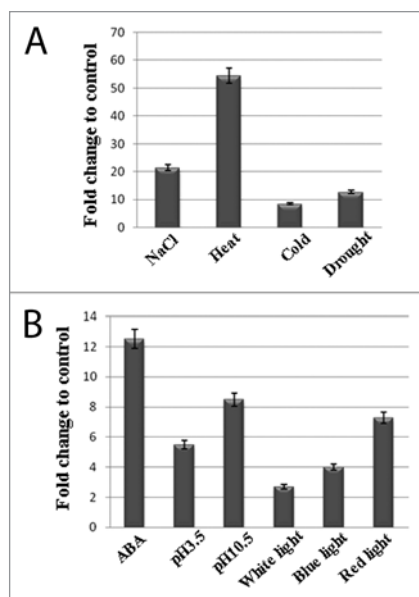 A
Fold change to control
70
60
50
40
30
20
10
0
NaCl
Heat
Cold
Drought
B
Fold change to control
14
12
10
8
6
4
2
0
ABA
pH3.5
pH10.5
White light
Blue light
Red light